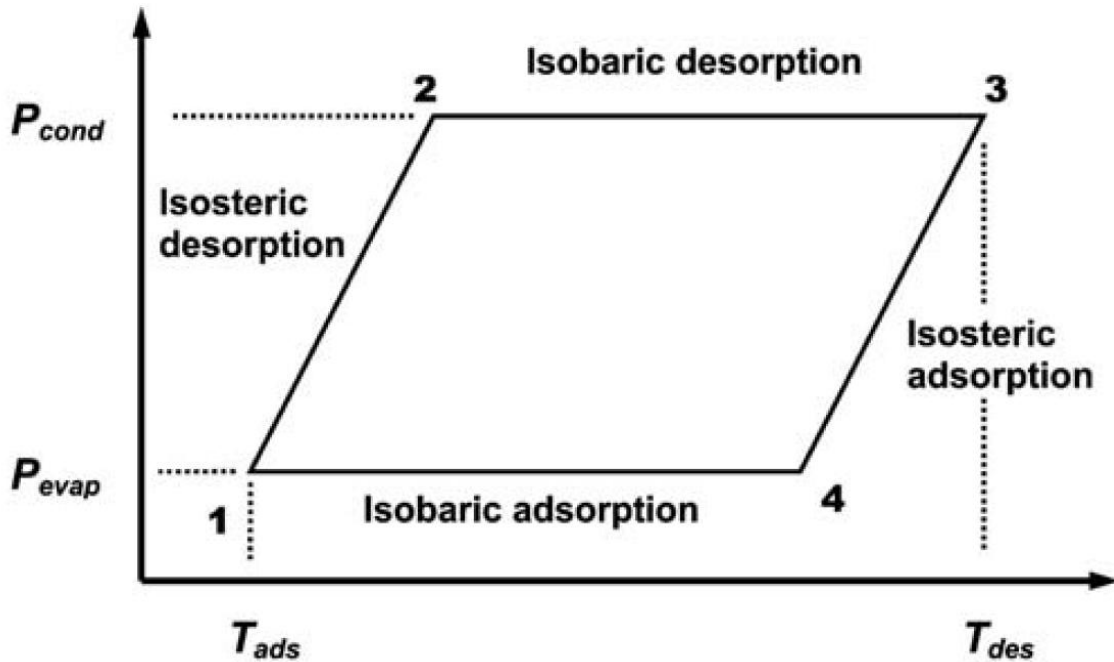 Isobaric desorption
2
3
P_cond
Isosteric
desorption
Isosteric
adsorption
P_evap
1
Isobaric adsorption
4
T_ads
T_des